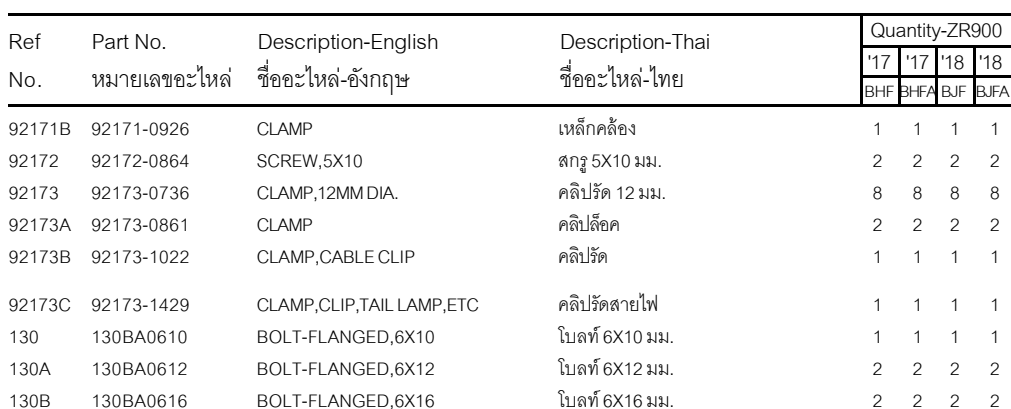 Ref Part No. Description-English Description-Thai Quantity-ZR900
No. หมายเลขอะไหล่ ชื่ออะไหล่-อังกฤษ ชื่ออะไหล่-ไทย '17 '17 '18 '18
BHF BHFA BJF BJFA
92171B 92171-0926 CLAMP เหล็กคล้อง 1 1 1 1
92172 92172-0864 SCREW,5X10 สกรู 5X10 มม. 2 2 2 2
92173 92173-0736 CLAMP,12MM DIA. คลิปรัด 12 มม. 8 8 8 8
92173A 92173-0861 CLAMP คลิปล็อค 2 2 2 2
92173B 92173-1022 CLAMP,CABLE CLIP คลิปรัด 1 1 1 1
92173C 92173-1429 CLAMP,CLIP,TAIL LAMP,ETC คลิปรัดสายไฟ 1 1 1 1
130 130BA0610 BOLT-FLANGED,6X10 โบลท์ 6X10 มม. 1 1 1 1
130A 130BA0612 BOLT-FLANGED,6X12 โบลท์ 6X12 มม. 2 2 2 2
130B 130BA0616 BOLT-FLANGED,6X16 โบลท์ 6X16 มม. 2 2 2 2